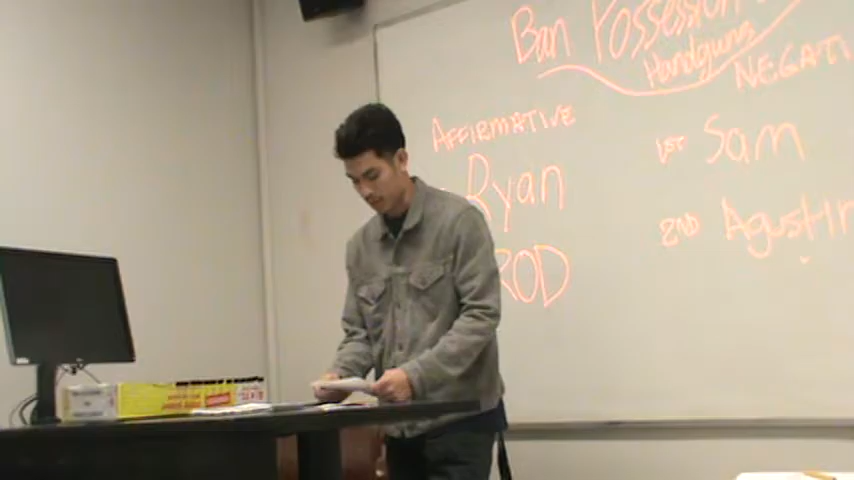 Ban Possession
Handguns
AFFIRMATIVE
NEGATI
Ryan
1ST Sam
ROD
2ND AgustIn